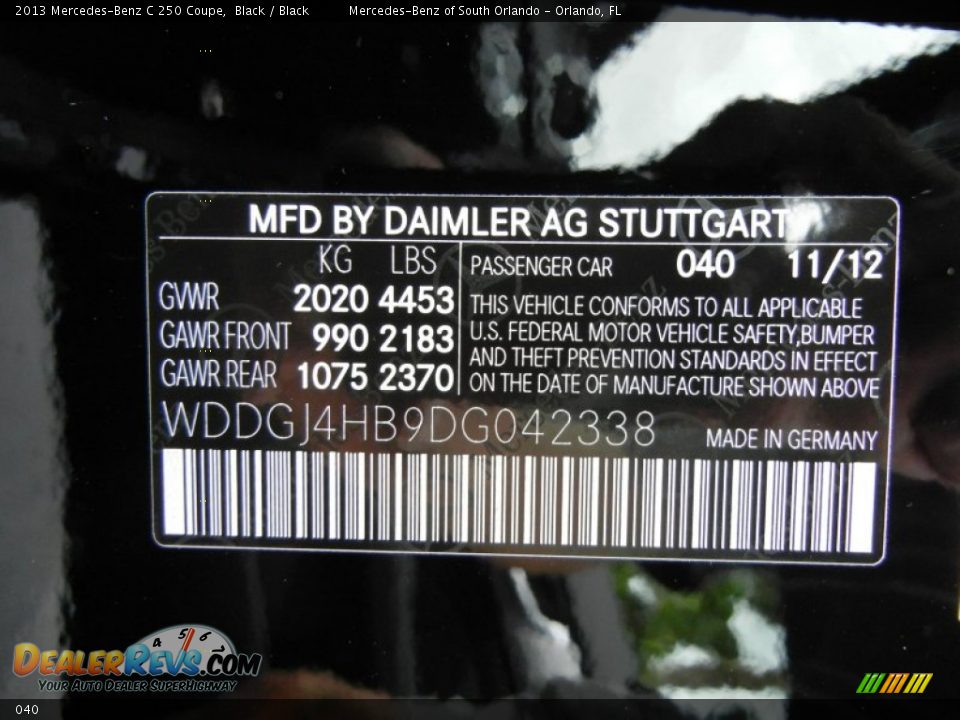 2013 Mercedes-Benz C 250 Coupe, Black / Black Mercedes-Benz of South Orlando - Orlando, FL
MFD BY DAIMLER AG STUTTGART
KG LBS
GVWR 2020 4453
GAWR FRONT 990 2183
GAWR REAR 1075 2370
PASSENGER CAR 040 11/12
THIS VEHICLE CONFORMS TO ALL APPLICABLE
U.S. FEDERAL MOTOR VEHICLE SAFETY,BUMPER
AND THEFT PREVENTION STANDARDS IN EFFECT
ON THE DATE OF MANUFACTURE SHOWN ABOVE
WDDGJ4HB9DG042338
MADE IN GERMANY
4 5 6
DEALERREVS.COM
YOUR AUTO DEALER SUPERHIGHWAY
040